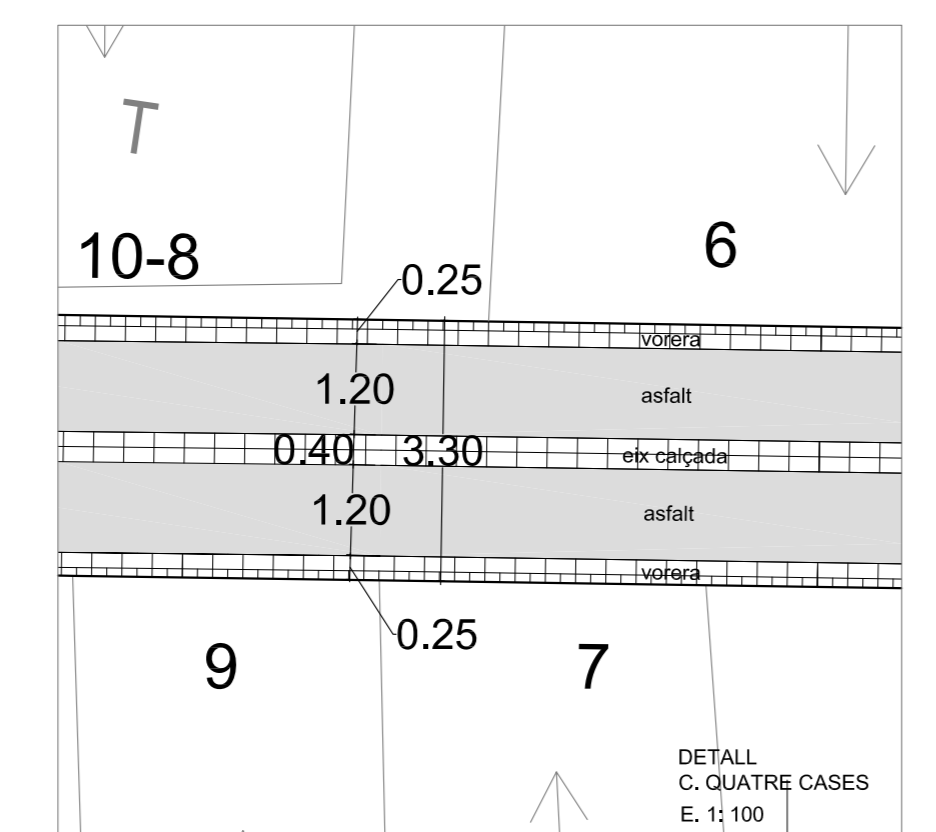 T
10-8
6
0.25
vorera
1.20
asfalt
0.40
3.30
eix calçada
1.20
asfalt
vorera
0.25
9
7
DETALL
C. QUATRE CASES
E. 1: 100